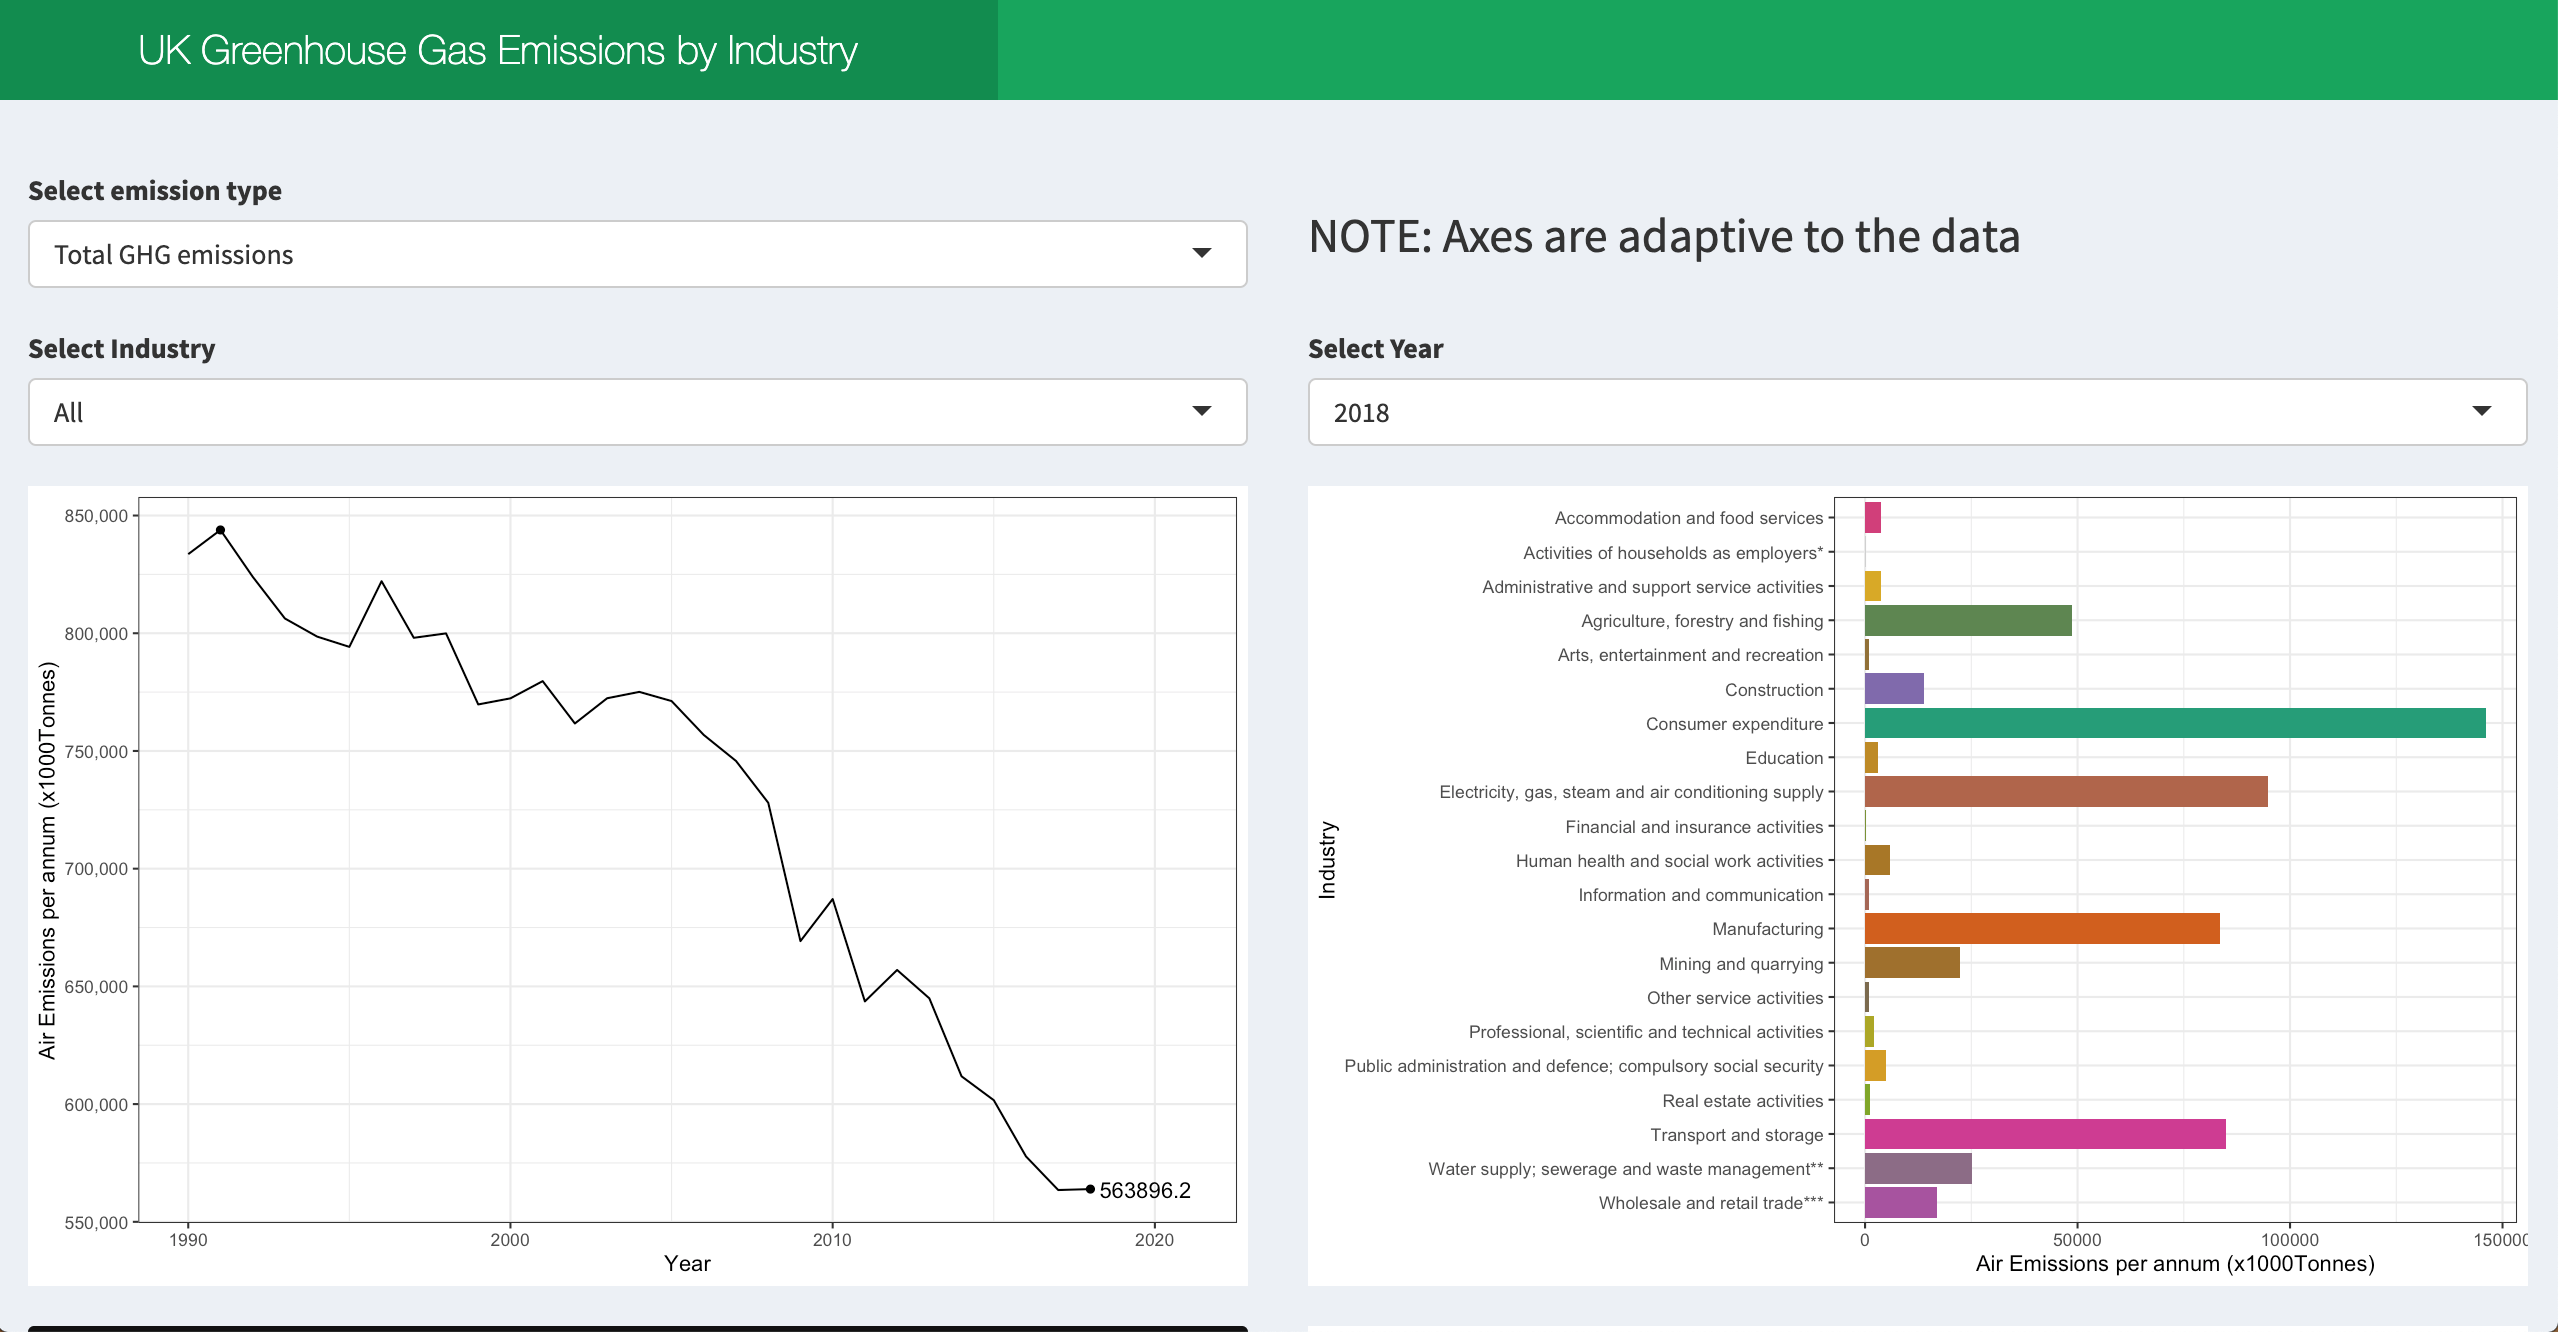 UK Greenhouse Gas Emissions by Industry
Select emission type
Total GHG emissions
NOTE: Axes are adaptive to the data
Select Industry
All
Select Year
2018
850,000
800,000
750,000
700,000
650,000
600,000
550,000
Air Emissions per annum (x1000Tonnes)
563896.2
1990
2000
2010
2020
Year
Industry
Accommodation and food services
Activities of households as employers*
Administrative and support service activities
Agriculture, forestry and fishing
Arts, entertainment and recreation
Construction
Consumer expenditure
Education
Electricity, gas, steam and air conditioning supply
Financial and insurance activities
Human health and social work activities
Information and communication
Manufacturing
Mining and quarrying
Other service activities
Professional, scientific and technical activities
Public administration and defence; compulsory social security
Real estate activities
Transport and storage
Water supply; sewerage and waste management**
Wholesale and retail trade***
0
50000
100000
150000
Air Emissions per annum (x1000Tonnes)